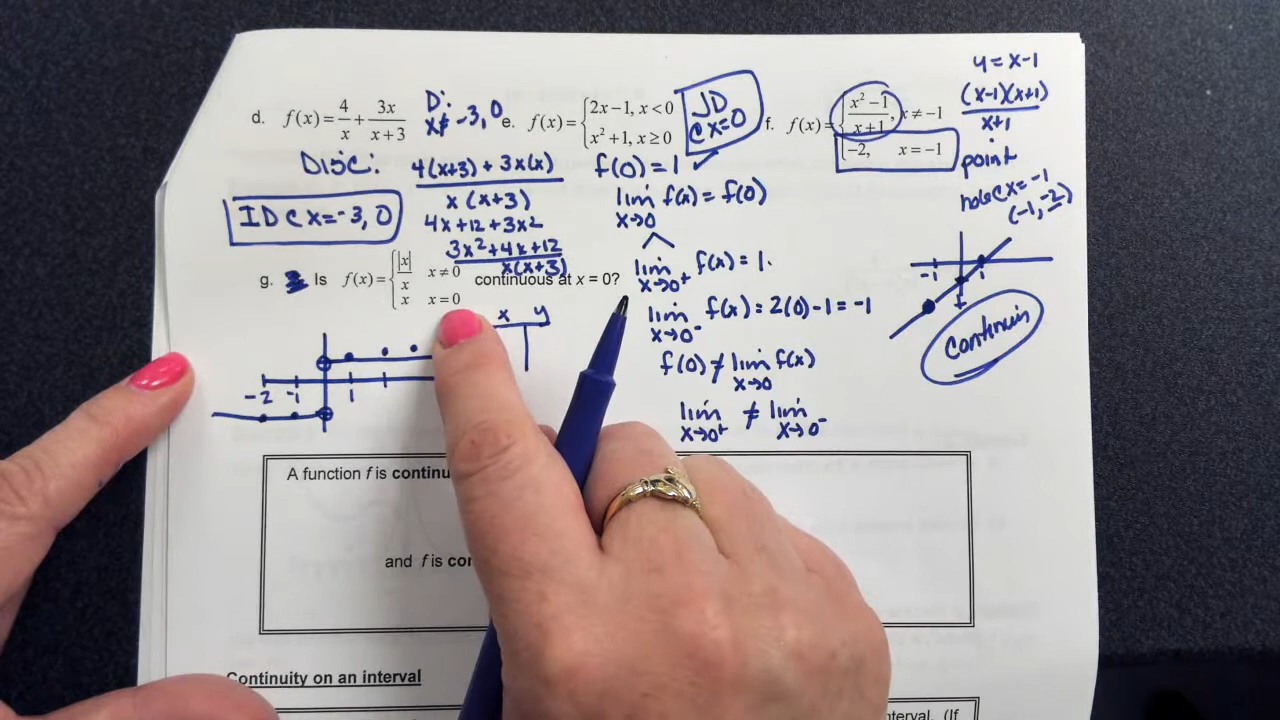 d. f(x) = 4/x + 3x/(x+3)
D: x≠ -3, 0
DISC:
ID @ x=-3, 0
4(x+3) + 3x(x)
x(x+3)
4x+12+3x²
3x²+4x+12
x(x+3)
e. f(x) = { 2x−1, x<0
x²+1, x≥0
JD
@ x=0
f(0) = 1 ✓
lim f(x) = f(0)
x→0
lim f(x) = 1.
x→0⁺
lim f(x) = 2(0)-1 = -1
x→0⁻
f(0) ≠ lim f(x)
x→0
lim ≠ lim
x→0⁺ x→0⁻
f. f(x) = { (x²−1)/(x+1), x≠−1
−2, x=−1
y = x-1
(x-1)(x+1)
x+1
point
hole @ x=-1
(-1,-2)
-1 1
continuous
g. Is f(x) = { |x|/x x≠0
x x=0
continuous at x = 0?
x y
-2 -1 1
A function f is
and f is
Continuity on an interval
interval. (If